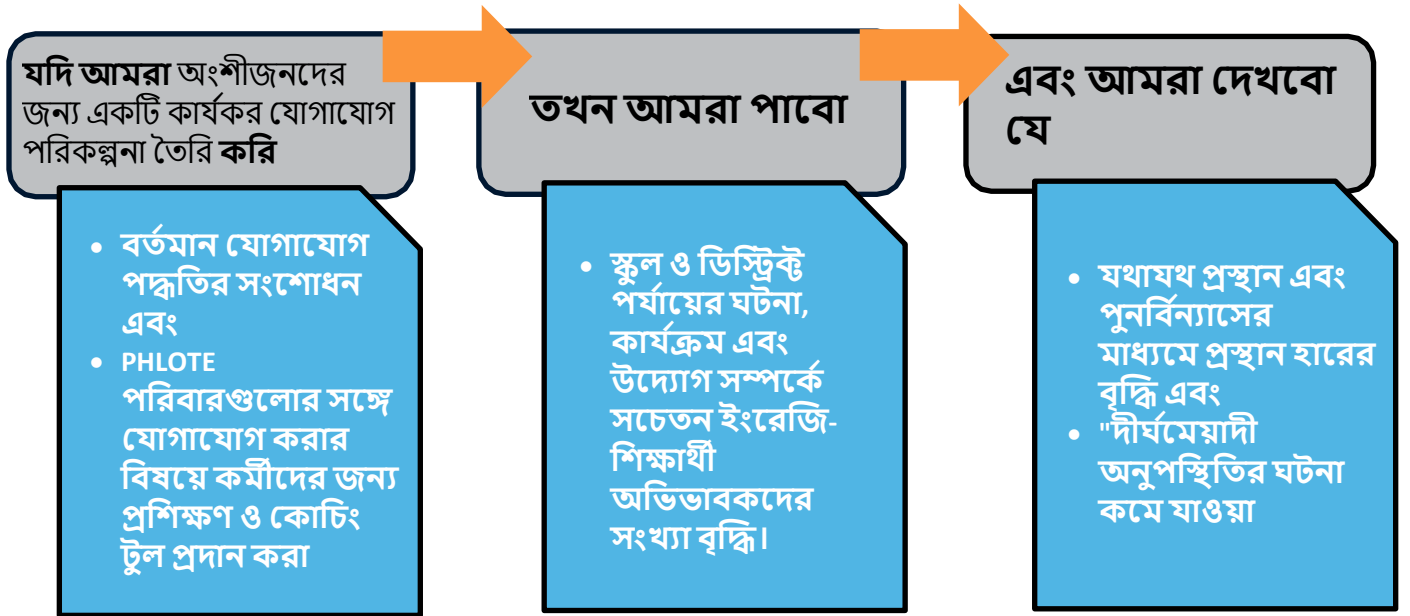 যদি আমরা অংশীজনদের
জন্য একটি কার্যকর যোগাযোগ
পরিকল্পনা তৈরি করি
• বর্তমান যোগাযোগ
পদ্ধতির সংশোধন
এবং
• PHLOTE
পরিবারগুলোর সঙ্গে
যোগাযোগ করার
বিষয়ে কর্মীদের জন্য
প্রশিক্ষণ ও কোচিং
টুল প্রদান করা
তখন আমরা পাবো
• স্কুল ও ডিস্ট্রিক্ট
পর্যায়ের ঘটনা,
কার্যক্রম এবং
উদ্যোগ সম্পর্কে
সচেতন ইংরেজি-
শিক্ষার্থী
অভিভাবকদের
সংখ্যা বৃদ্ধি।
এবং আমরা দেখবো
যে
• যথাযথ প্রস্থান এবং
পুনর্বিন্যাসের
মাধ্যমে প্রস্থান হারের
বৃদ্ধি এবং
• "দীর্ঘমেয়াদী
অনুপস্থিতির ঘটনা
কমে যাওয়া